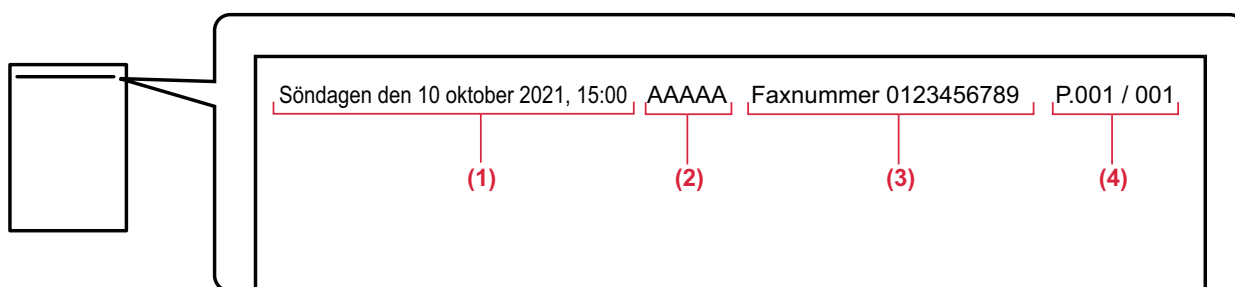 Söndagen den 10 oktober 2021, 15:00 AAAAA Faxnummer 0123456789 P.001 / 001
(1) (2) (3) (4)